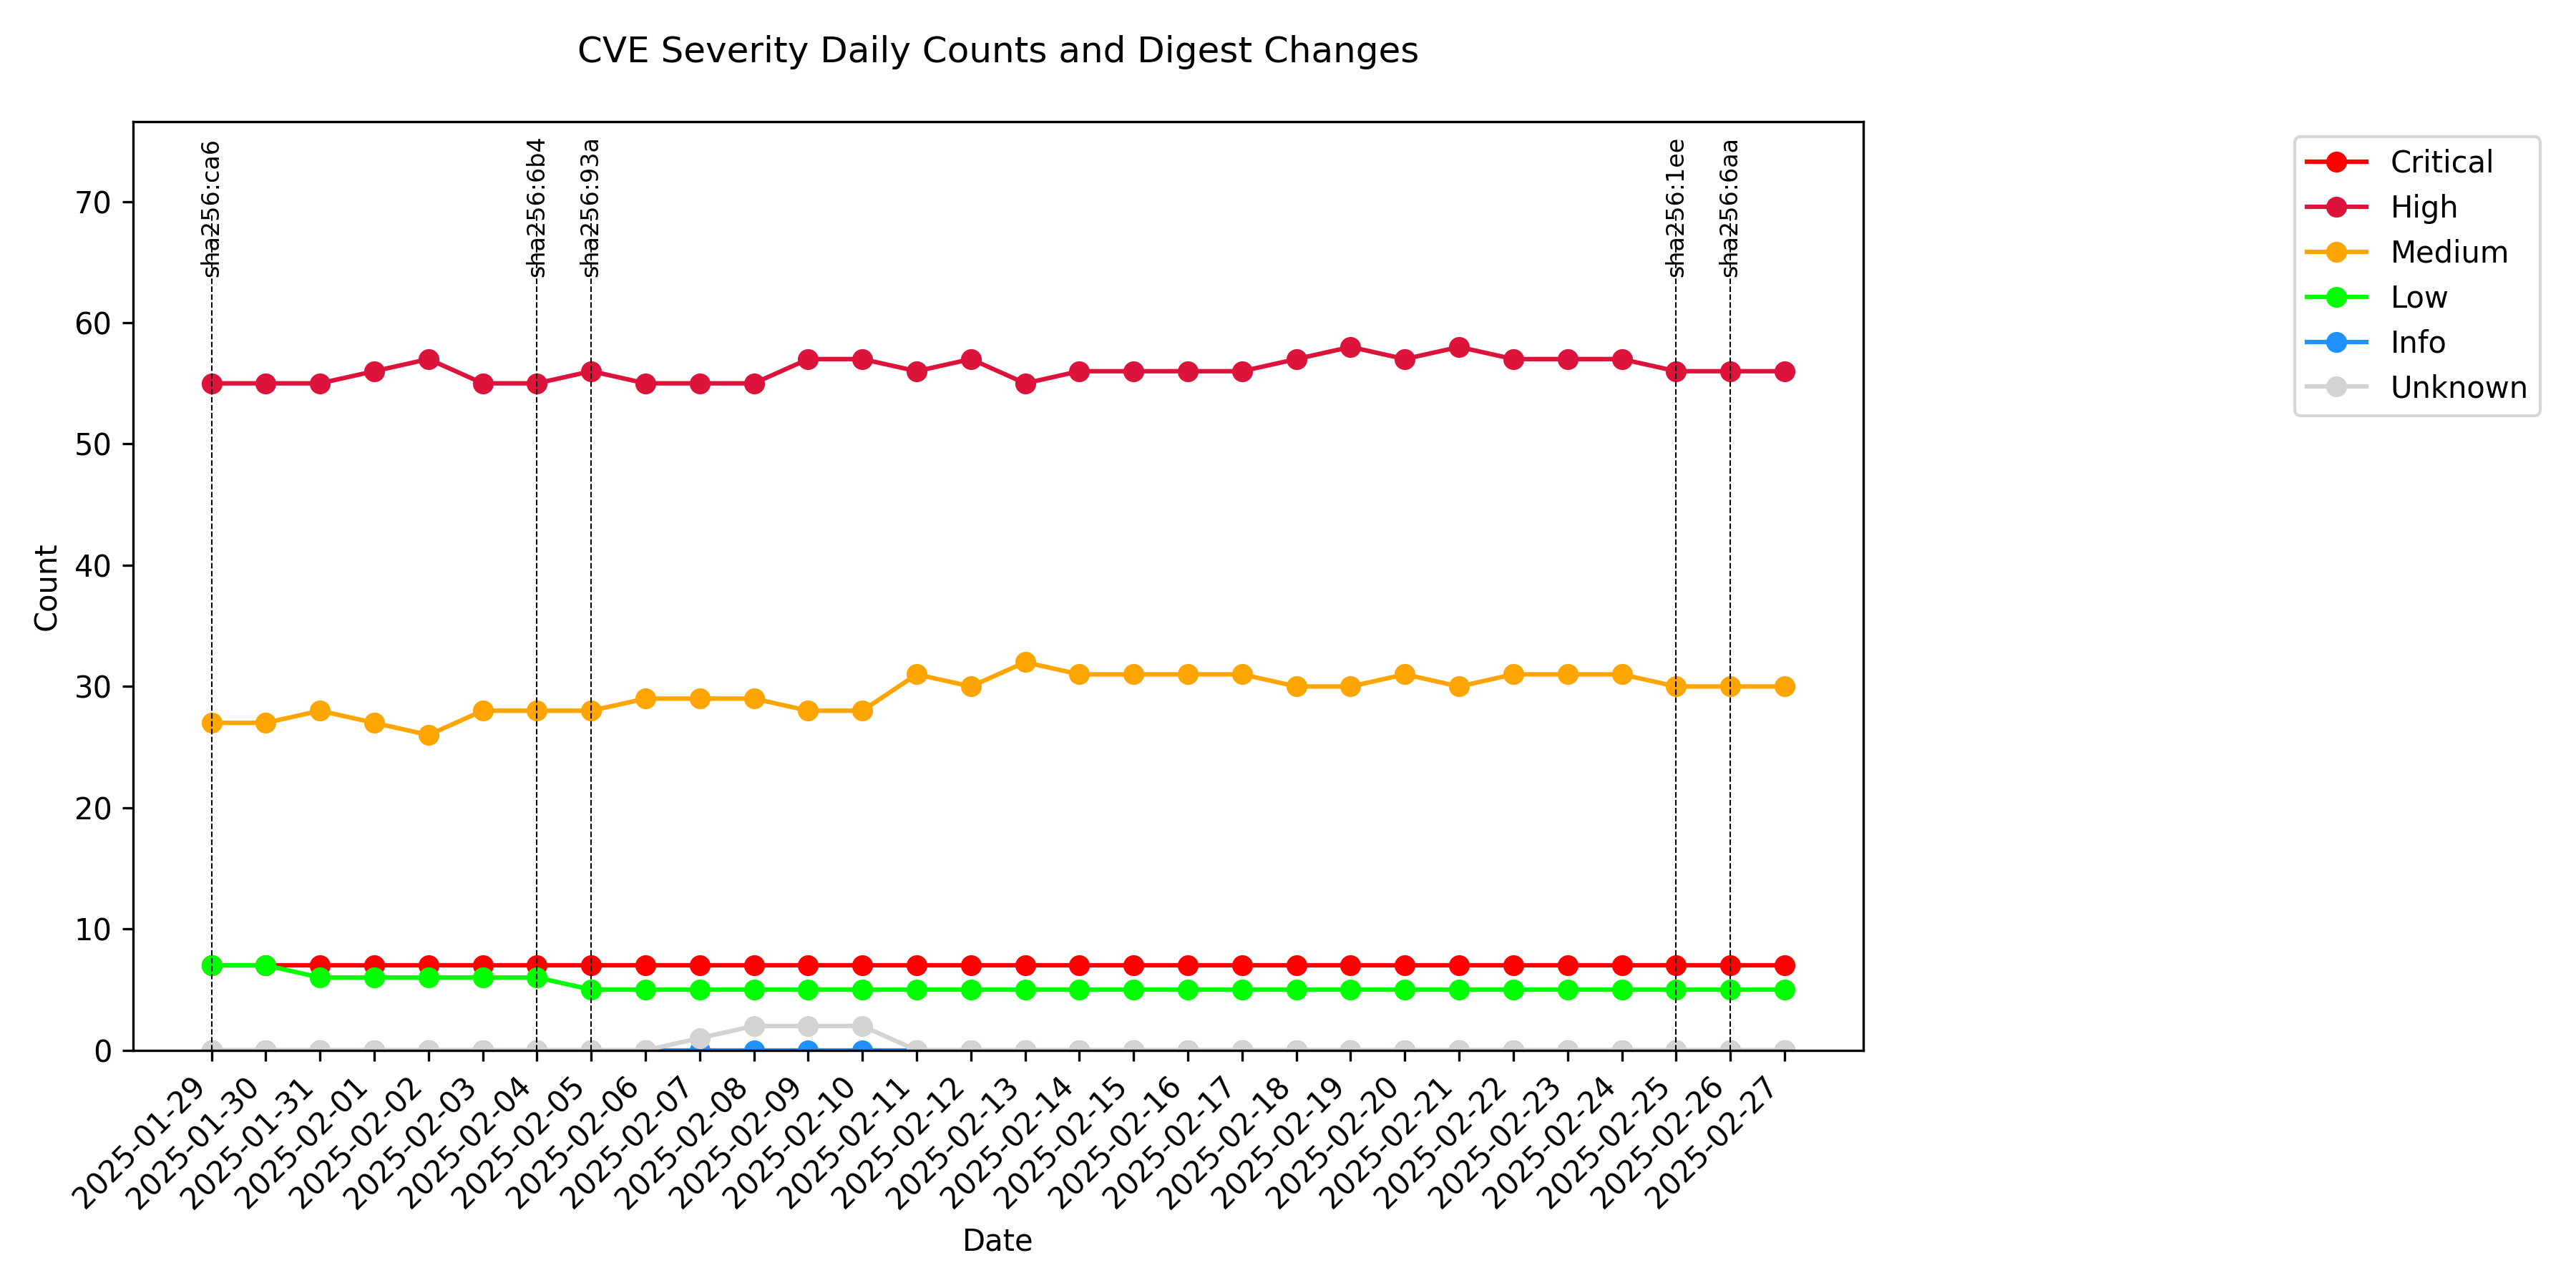 CVE Severity Daily Counts and Digest Changes
sha256:ca6
sha256:6b4
sha256:93a
sha256:1ee
sha256:6aa
Critical
High
Medium
Low
Info
Unknown
70
60
50
40
30
20
10
0
Count
2025-01-29
2025-01-30
2025-01-31
2025-02-01
2025-02-02
2025-02-03
2025-02-04
2025-02-05
2025-02-06
2025-02-07
2025-02-08
2025-02-09
2025-02-10
2025-02-11
2025-02-12
2025-02-13
2025-02-14
2025-02-15
2025-02-16
2025-02-17
2025-02-18
2025-02-19
2025-02-20
2025-02-21
2025-02-22
2025-02-23
2025-02-24
2025-02-25
2025-02-26
2025-02-27
Date